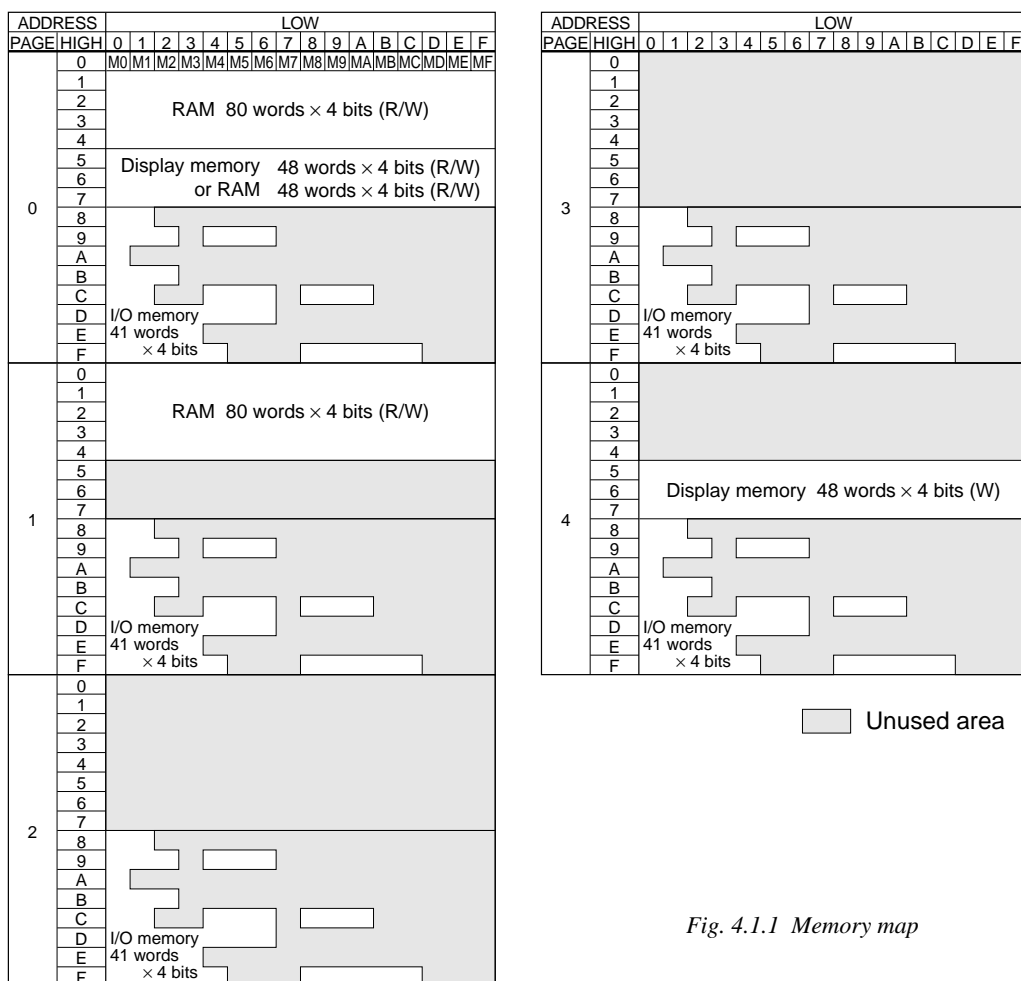 ADDRESS LOW
PAGE HIGH 0 1 2 3 4 5 6 7 8 9 A B C D E F
0 M0 M1 M2 M3 M4 M5 M6 M7 M8 M9 MA MB MC MD ME MF
1
2 RAM 80 words × 4 bits (R/W)
3
4
5 Display memory 48 words × 4 bits (R/W)
6 or RAM 48 words × 4 bits (R/W)
7
0
8
9
A
B
C
D I/O memory
E 41 words
F × 4 bits
0
1
2 RAM 80 words × 4 bits (R/W)
3
4
5
6
7
1
8
9
A
B
C
D I/O memory
E 41 words
F × 4 bits
0
1
2
3
4
5
6
7
2
8
9
A
B
C
D I/O memory
E 41 words
F × 4 bits
ADDRESS LOW
PAGE HIGH 0 1 2 3 4 5 6 7 8 9 A B C D E F
0
1
2
3
4
5
6
7
3
8
9
A
B
C
D I/O memory
E 41 words
F × 4 bits
0
1
2
3
4
5
6 Display memory 48 words × 4 bits (W)
7
4
8
9
A
B
C
D I/O memory
E 41 words
F × 4 bits
Unused area
Fig. 4.1.1 Memory map